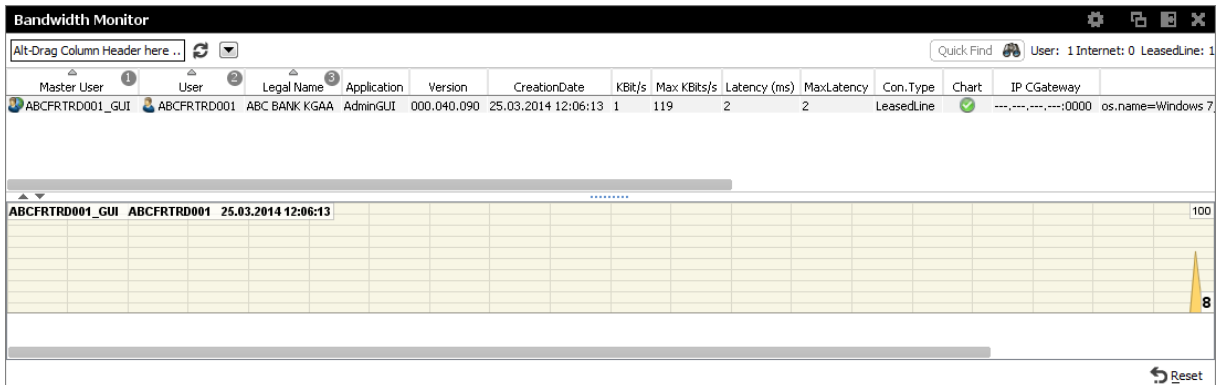 Bandwidth Monitor
Alt-Drag Column Header here .. Quick Find User: 1 Internet: 0 LeasedLine: 1
Master User 1 User 2 Legal Name 3 Application Version CreationDate KBit/s Max KBits/s Latency (ms) MaxLatency Con.Type Chart IP CGateway
ABCFRTRD001_GUI ABCFRTRD001 ABC BANK KGAA AdminGUI 000.040.090 25.03.2014 12:06:13 1 119 2 2 LeasedLine ---.---.---.---:0000 os.name=Windows 7
ABCFRTRD001_GUI ABCFRTRD001 25.03.2014 12:06:13 100
8
Reset